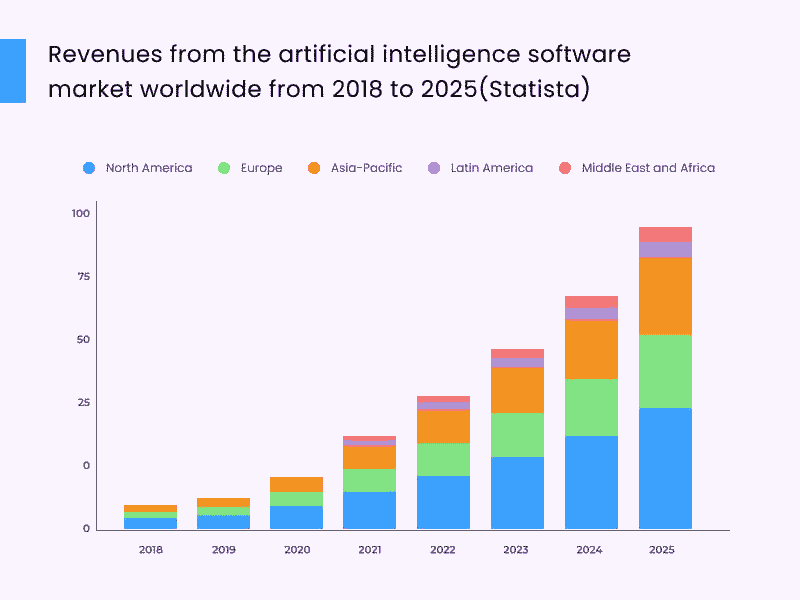 Revenues from the artificial intelligence software
market worldwide from 2018 to 2025(Statista)
North America Europe Asia-Pacific Latin America Middle East and Africa
100
75
50
25
0
0
2018 2019 2020 2021 2022 2023 2024 2025